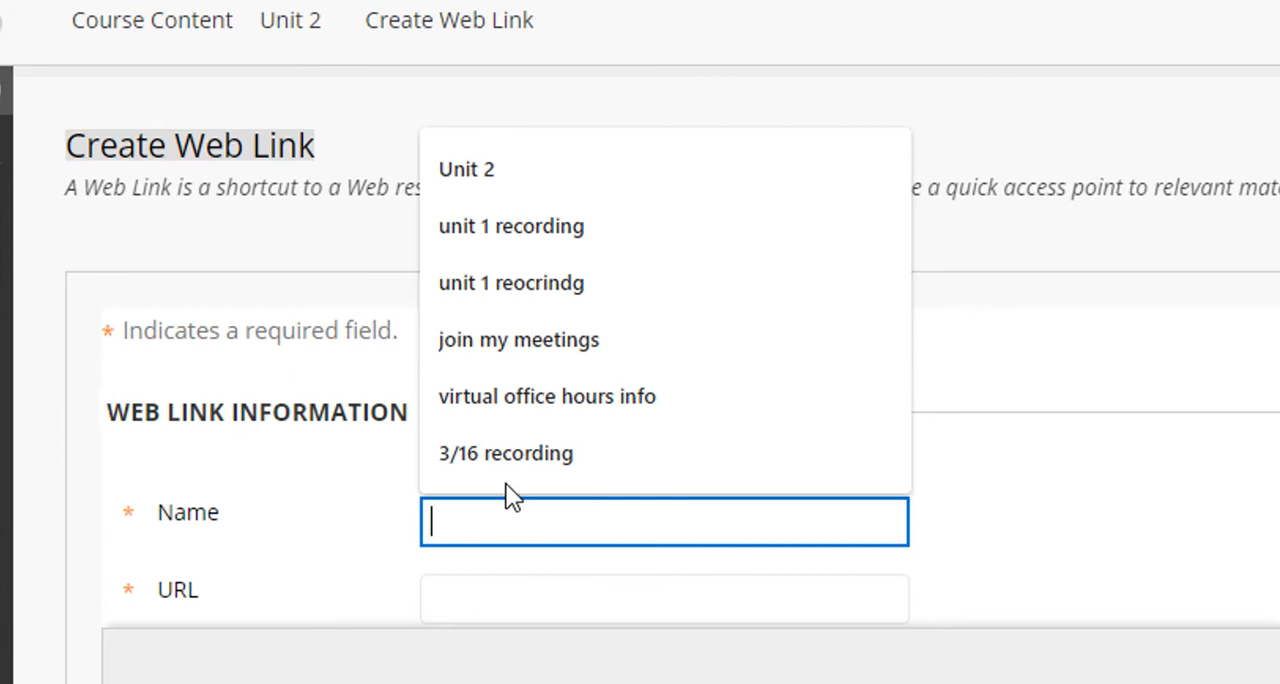 Course Content Unit 2 Create Web Link
Create Web Link
A Web Link is a shortcut to a Web e a quick access point to relevant
Unit 2
unit 1 recording
unit 1 reocrindg
join my meetings
virtual office hours info
3/16 recording
* Indicates a required field.
WEB LINK INFORMATION
* Name
* URL